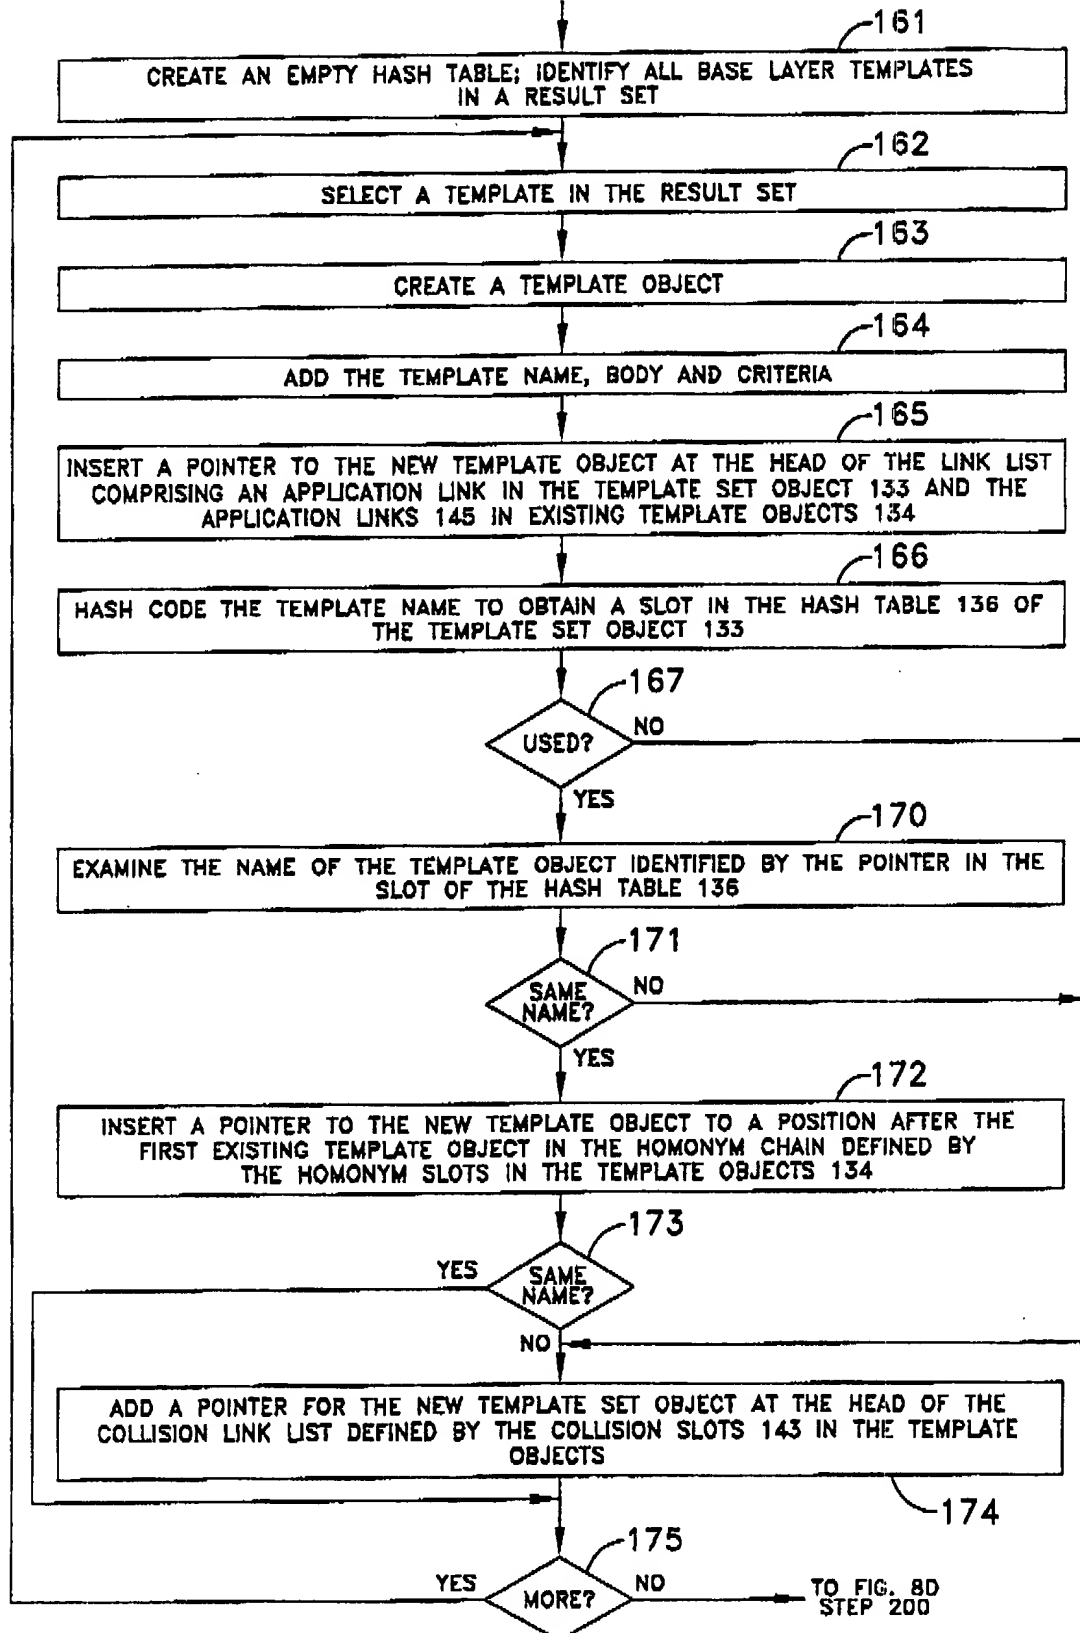 161
CREATE AN EMPTY HASH TABLE; IDENTIFY ALL BASE LAYER TEMPLATES
IN A RESULT SET
162
SELECT A TEMPLATE IN THE RESULT SET
163
CREATE A TEMPLATE OBJECT
164
ADD THE TEMPLATE NAME, BODY AND CRITERIA
165
INSERT A POINTER TO THE NEW TEMPLATE OBJECT AT THE HEAD OF THE LINK LIST
COMPRISING AN APPLICATION LINK IN THE TEMPLATE SET OBJECT 133 AND THE
APPLICATION LINKS 145 IN EXISTING TEMPLATE OBJECTS 134
166
HASH CODE THE TEMPLATE NAME TO OBTAIN A SLOT IN THE HASH TABLE 136 OF
THE TEMPLATE SET OBJECT 133
167
USED?
NO
YES
170
EXAMINE THE NAME OF THE TEMPLATE OBJECT IDENTIFIED BY THE POINTER IN THE
SLOT OF THE HASH TABLE 136
171
SAME
NAME?
NO
YES
172
INSERT A POINTER TO THE NEW TEMPLATE OBJECT TO A POSITION AFTER THE
FIRST EXISTING TEMPLATE OBJECT IN THE HOMONYM CHAIN DEFINED BY
THE HOMONYM SLOTS IN THE TEMPLATE OBJECTS 134
173
YES
SAME
NAME?
NO
ADD A POINTER FOR THE NEW TEMPLATE SET OBJECT AT THE HEAD OF THE
COLLISION LINK LIST DEFINED BY THE COLLISION SLOTS 143 IN THE TEMPLATE
OBJECTS
174
175
YES
MORE?
NO
TO FIG. 8D
STEP 200